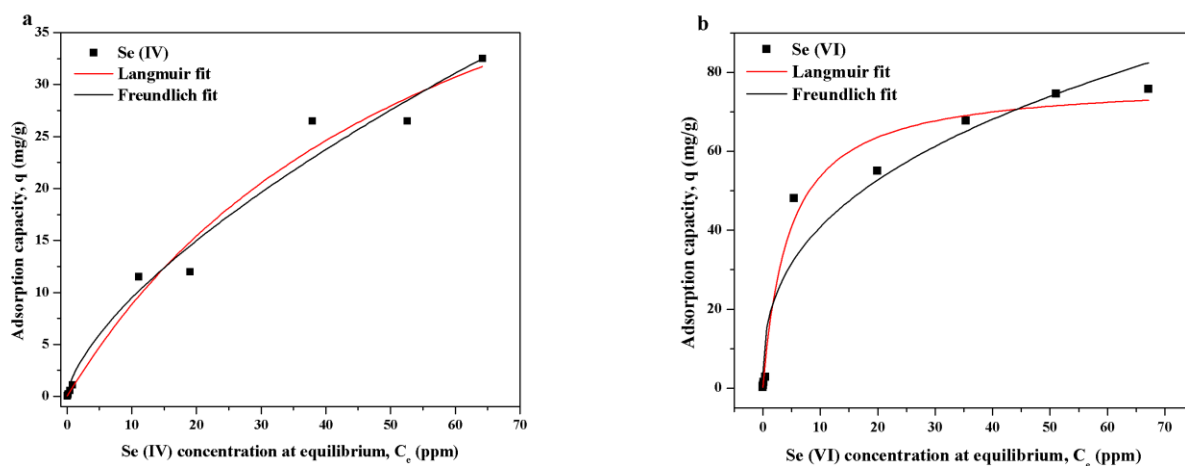 a
Se (IV)
Langmuir fit
Freundlich fit
35
30
25
20
15
10
5
0
Adsorption capacity, q (mg/g)
0 10 20 30 40 50 60 70
Se (IV) concentration at equilibrium, Ce (ppm)
b
Se (VI)
Langmuir fit
Freundlich fit
80
60
40
20
0
Adsorption capacity, q (mg/g)
0 10 20 30 40 50 60 70
Se (VI) concentration at equilibrium, Ce (ppm)